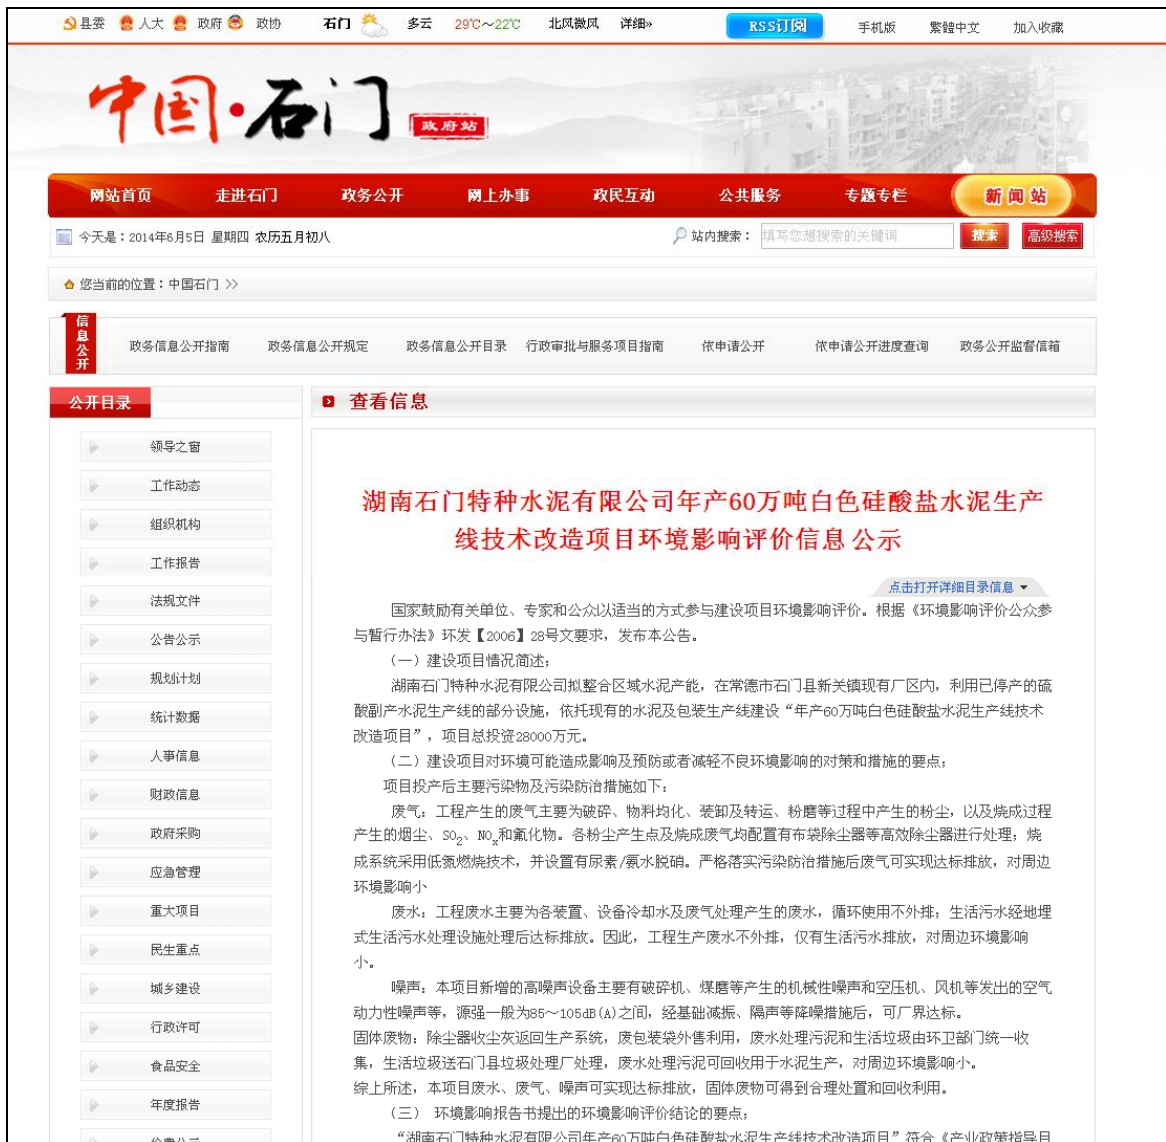 县委 人大 政府 政协 石门 多云 29℃～22℃ 北风微风 详细» RSS订阅 手机版 繁體中文 加入收藏
中国·石门 政府站
网站首页 走进石门 政务公开 网上办事 政民互动 公共服务 专题专栏 新闻站
今天是：2014年6月5日 星期四 农历五月初八 站内搜索： 填写您想搜索的关键词 搜索 高级搜索
您当前的位置：中国石门 >>
信息公开 政务信息公开指南 政务信息公开规定 政务信息公开目录 行政审批与服务项目指南 依申请公开 依申请公开进度查询 政务公开监督信箱
公开目录
领导之窗
工作动态
组织机构
工作报告
法规文件
公告公示
规划计划
统计数据
人事信息
财政信息
政府采购
应急管理
重大项目
民生重点
城乡建设
行政许可
食品安全
年度报告
查看信息
湖南石门特种水泥有限公司年产60万吨白色硅酸盐水泥生产
线技术改造项目环境影响评价信息公示
点击打开详细目录信息
国家鼓励有关单位、专家和公众以适当的方式参与建设项目环境影响评价。根据《环境影响评价公众参
与暂行办法》环发【2006】28号文要求，发布本公告。
（一）建设项目情况简述；
湖南石门特种水泥有限公司拟整合区域水泥产能，在常德市石门县新关镇现有厂区内，利用已停产的硫
酸副产水泥生产线的部分设施，依托现有的水泥及包装生产线建设“年产60万吨白色硅酸盐水泥生产线技术
改造项目”，项目总投资28000万元。
（二）建设项目对环境可能造成影响及预防或者减轻不良环境影响的对策和措施的要点；
项目投产后主要污染物及污染防治措施如下：
废气：工程产生的废气主要为破碎、物料均化、装卸及转运、粉磨等过程中产生的粉尘，以及烧成过程
产生的烟尘、SO₂、NOₓ和氟化物。各粉尘产生点及烧成废气均配置有布袋除尘器等高效除尘器进行处理；烧
成系统采用低氮燃烧技术，并设置有尿素/氨水脱硝。严格落实污染防治措施后废气可实现达标排放，对周边
环境影响小
废水：工程废水主要为各装置、设备冷却水及废气处理产生的废水，循环使用不外排；生活污水经地埋
式生活污水处理设施处理后达标排放。因此，工程生产废水不外排，仅有生活污水排放，对周边环境影响
小。
噪声：本项目新增的高噪声设备主要有破碎机、煤磨等产生的机械性噪声和空压机、风机等发出的空气
动力性噪声等，源强一般为85～105dB(A)之间，经基础减振、隔声等降噪措施后，可厂界达标。
固体废物：除尘器收尘灰返回生产系统，废包装袋外售利用，废水处理污泥和生活垃圾由环卫部门统一收
集，生活垃圾送石门县垃圾处理厂处理，废水处理污泥可回收用于水泥生产，对周边环境影响小。
综上所述，本项目废水、废气、噪声可实现达标排放，固体废物可得到合理处置和回收利用。
（三） 环境影响报告书提出的环境影响评价结论的要点；
“湖南石门特种水泥有限公司年产60万吨白色硅酸盐水泥生产线技术改造项目”符合《产业政策指导目